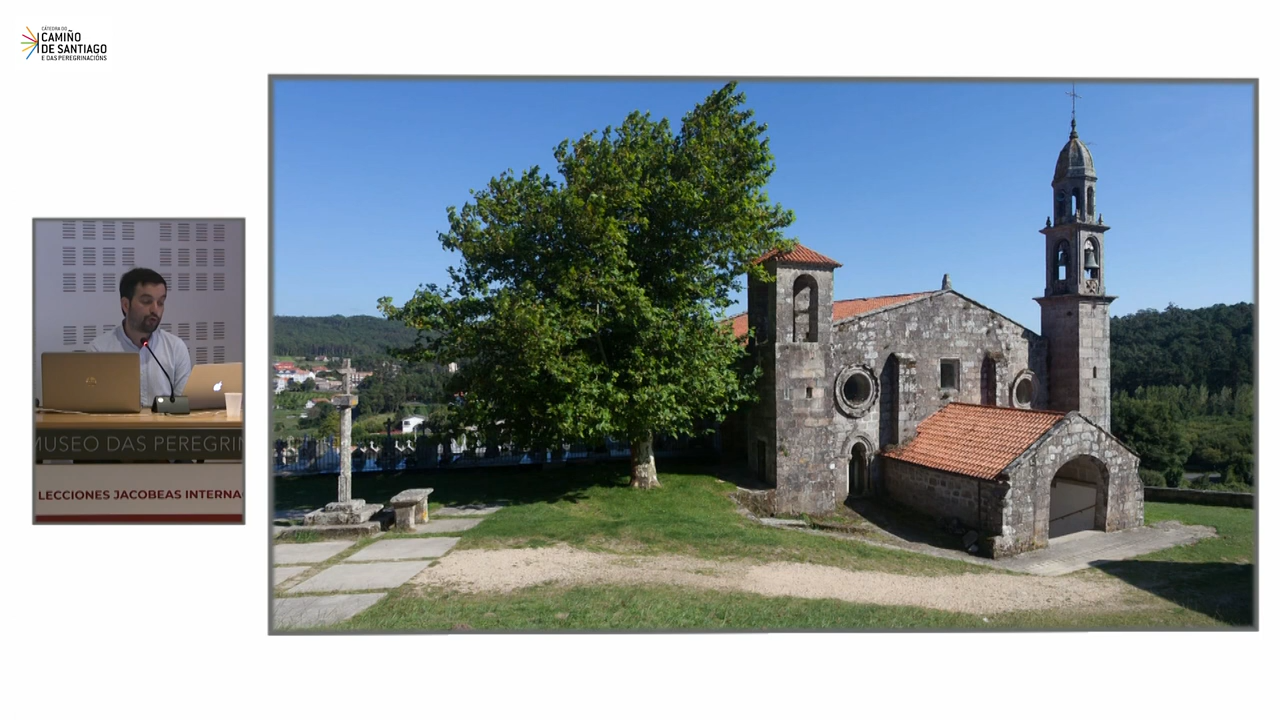 CÁTEDRA DO
CAMIÑO
DE SANTIAGO
E DAS PEREGRINACIÓNS
MUSEO DAS PEREGRI
LECCIONES JACOBEAS INTERNA